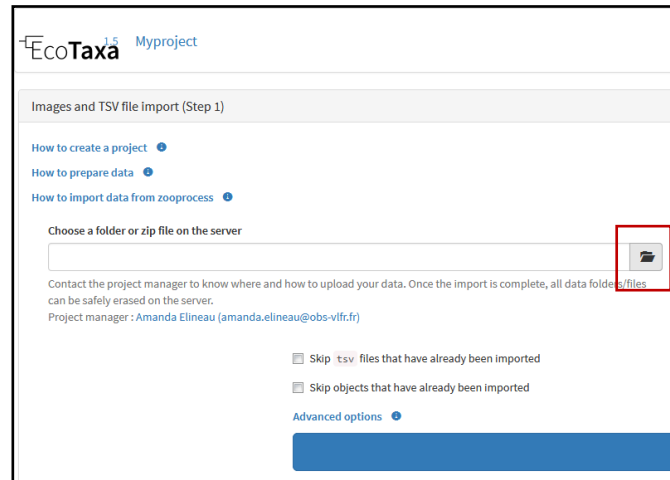 EcoTaxa 1.5 Myproject
Images and TSV file import (Step 1)
How to create a project
How to prepare data
How to import data from zooprocess
Choose a folder or zip file on the server
Contact the project manager to know where and how to upload your data. Once the import is complete, all data folders/files
can be safely erased on the server.
Project manager : Amanda Elineau (amanda.elineau@obs-vlfr.fr)
Skip tsv files that have already been imported
Skip objects that have already been imported
Advanced options